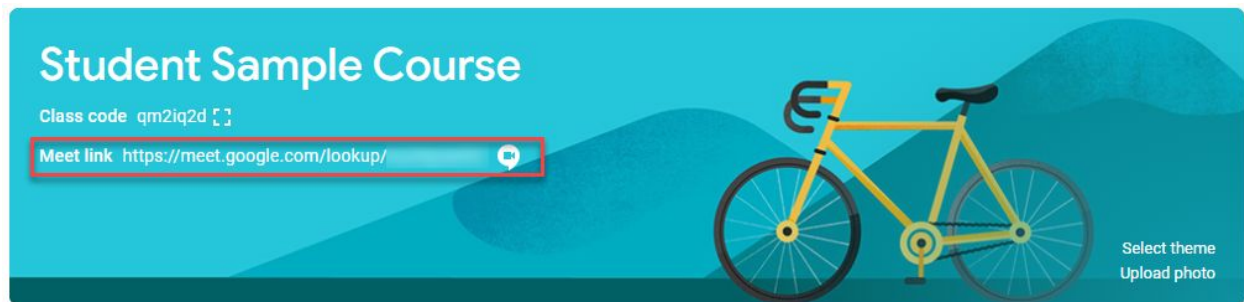 Student Sample Course
Class code qm2iq2d
Meet link https://meet.google.com/lookup/
Select theme
Upload photo